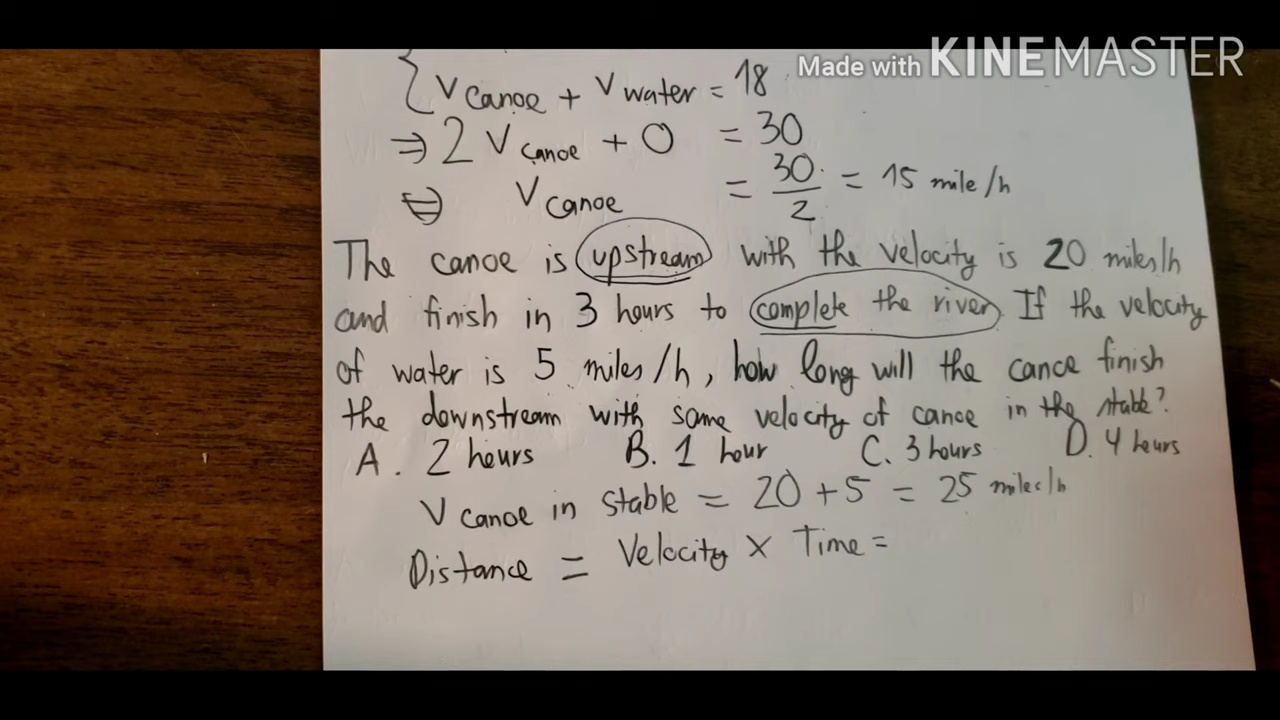 Made with KINEMASTER
{ V canoe + V water = 18
⇒ 2 V canoe + 0 = 30
⇔ V canoe = 30/2 = 15 mile/h
The canoe is upstream with the velocity is 20 miles/h
and finish in 3 hours to complete the river. If the velocity
of water is 5 miles/h, how long will the canoe finish
the downstream with same velocity of canoe in the stable?
A. 2 hours B. 1 hour C. 3 hours D. 4 hours
V canoe in stable = 20 + 5 = 25 miles/h
Distance = Velocity × Time =